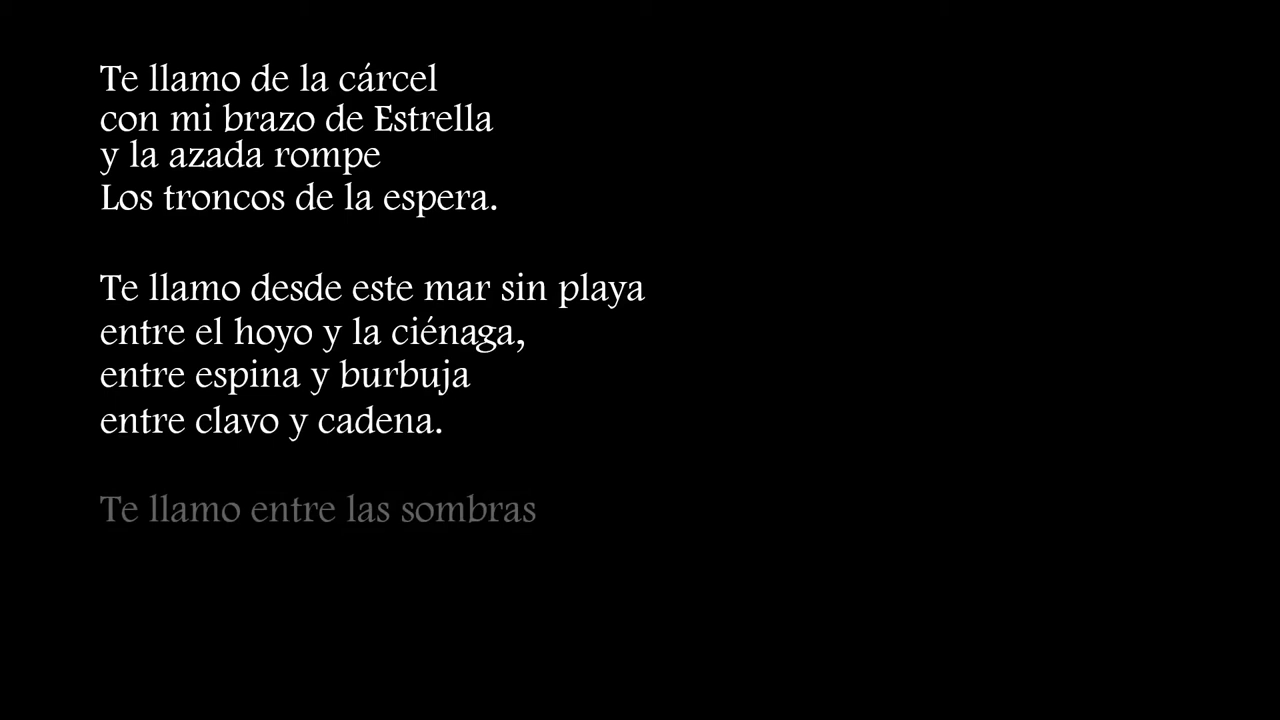 Te llamo de la cárcel
con mi brazo de Estrella
y la azada rompe
Los troncos de la espera.
Te llamo desde este mar sin playa
entre el hoyo y la ciénaga,
entre espina y burbuja
entre clavo y cadena.
Te llamo entre las sombras